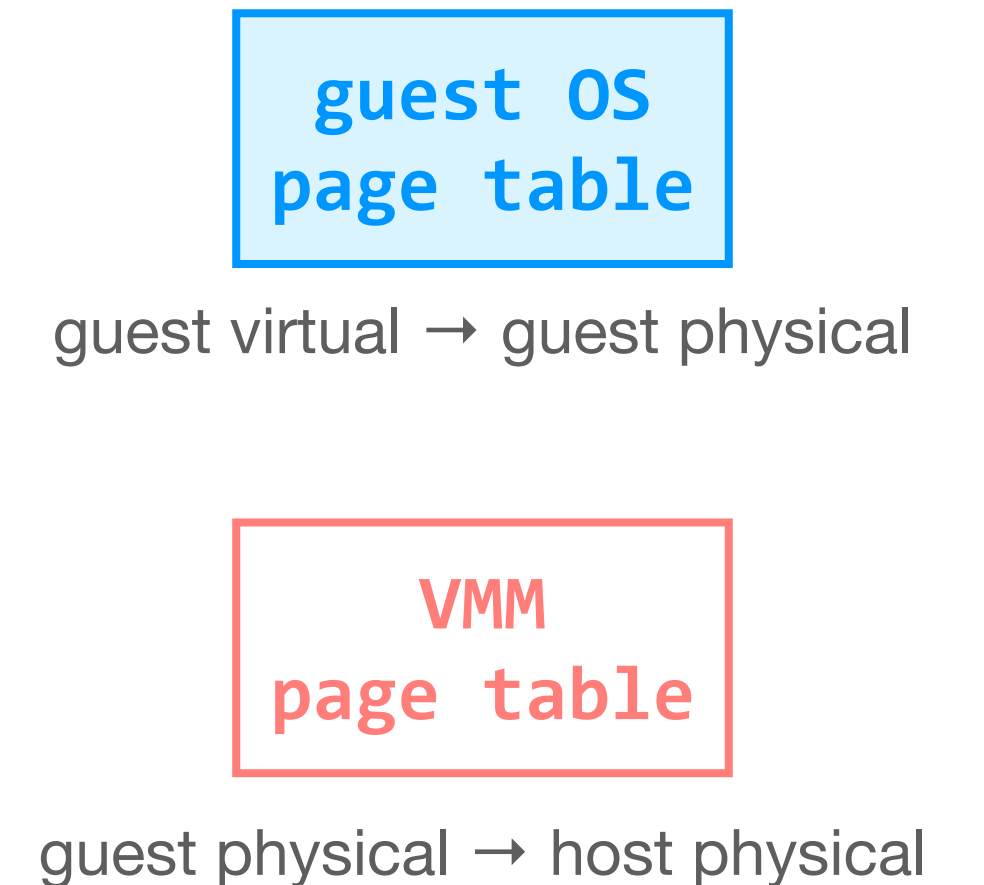 guest OS
page table
guest virtual → guest physical
VMM
page table
guest physical → host physical